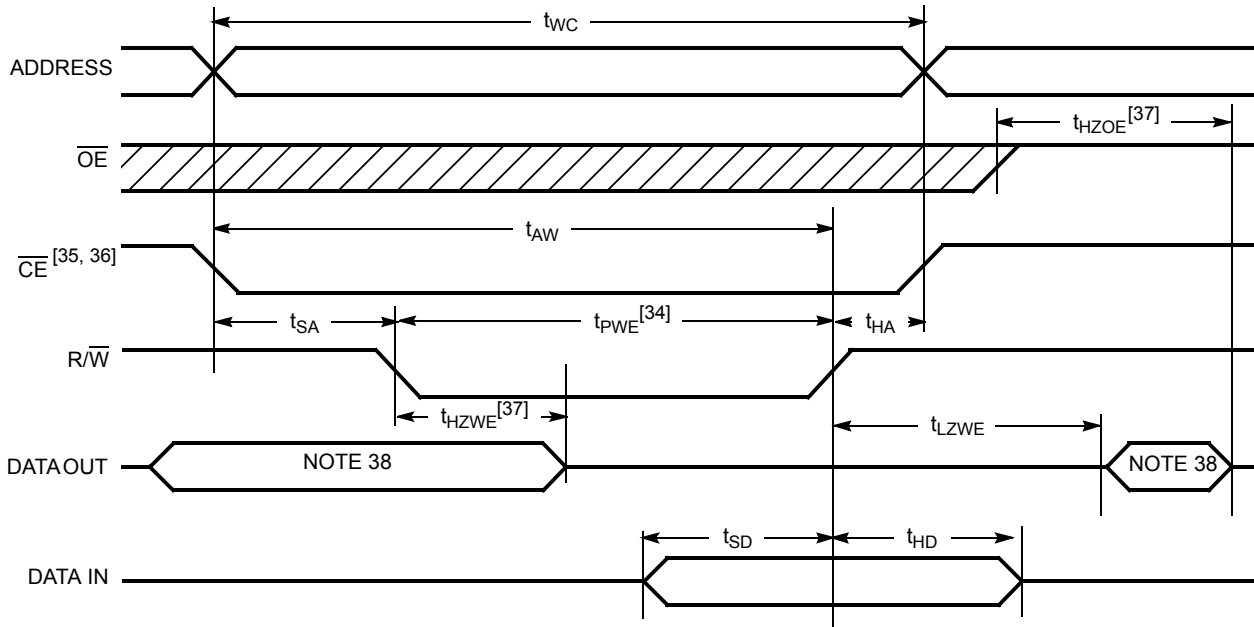 tWC
ADDRESS
tHZOE[37]
OE
tAW
CE [35, 36]
tSA
tPWE[34]
tHA
R/W
tHZWE[37]
tLZWE
DATA OUT
NOTE 38
NOTE 38
tSD
tHD
DATA IN